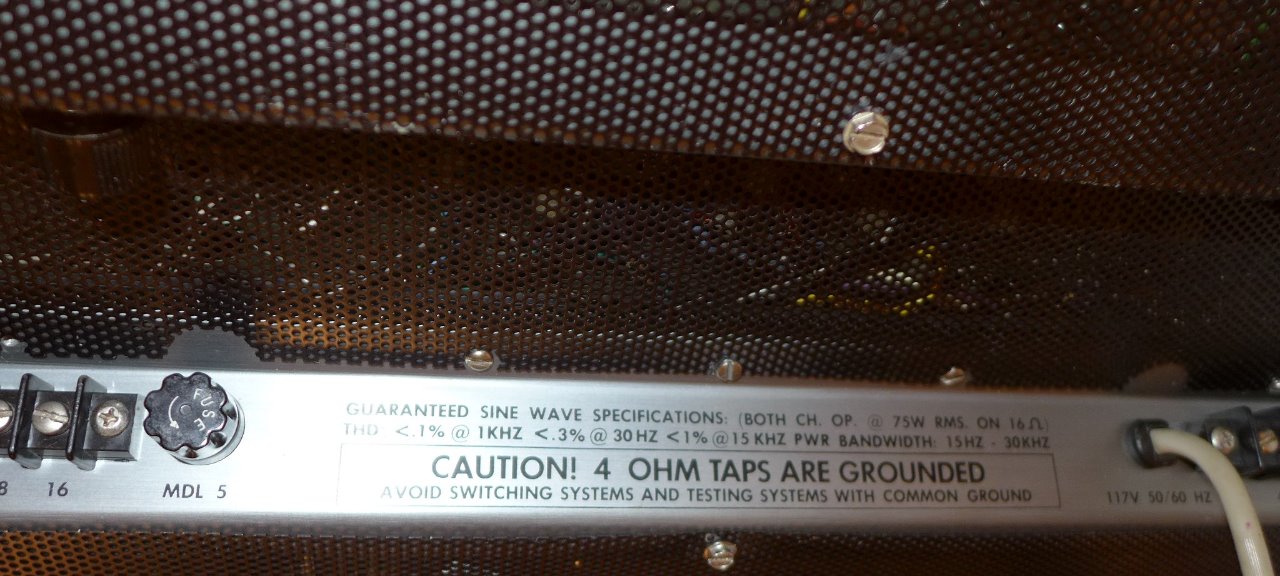 FUSE
GUARANTEED SINE WAVE SPECIFICATIONS: (BOTH CH. OP. @ 75W RMS. ON 16Ω)
THD: <.1% @ 1KHZ <.3% @ 30HZ <1% @ 15KHZ PWR BANDWIDTH: 15HZ - 30KHZ
CAUTION! 4 OHM TAPS ARE GROUNDED
AVOID SWITCHING SYSTEMS AND TESTING SYSTEMS WITH COMMON GROUND
8 16
MDL 5
117V 50/60 HZ